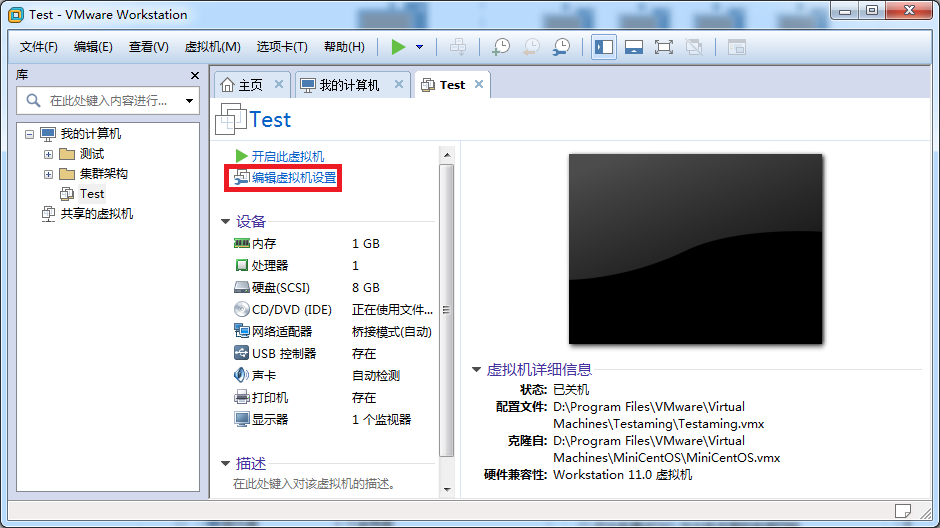 Test - VMware Workstation
文件(F) 编辑(E) 查看(V) 虚拟机(M) 选项卡(T) 帮助(H)
库
在此处键入内容进行...
我的计算机
测试
集群架构
Test
共享的虚拟机
主页 我的计算机 Test
Test
开启此虚拟机
编辑虚拟机设置
设备
内存 1 GB
处理器 1
硬盘(SCSI) 8 GB
CD/DVD (IDE) 正在使用文件...
网络适配器 桥接模式(自动)
USB 控制器 存在
声卡 自动检测
打印机 存在
显示器 1 个监视器
描述
在此处键入对该虚拟机的描述。
虚拟机详细信息
状态: 已关机
配置文件: D:\Program Files\VMware\Virtual
Machines\Testaming\Testaming.vmx
克隆自: D:\Program Files\VMware\Virtual
Machines\MiniCentOS\MiniCentOS.vmx
硬件兼容性: Workstation 11.0 虚拟机